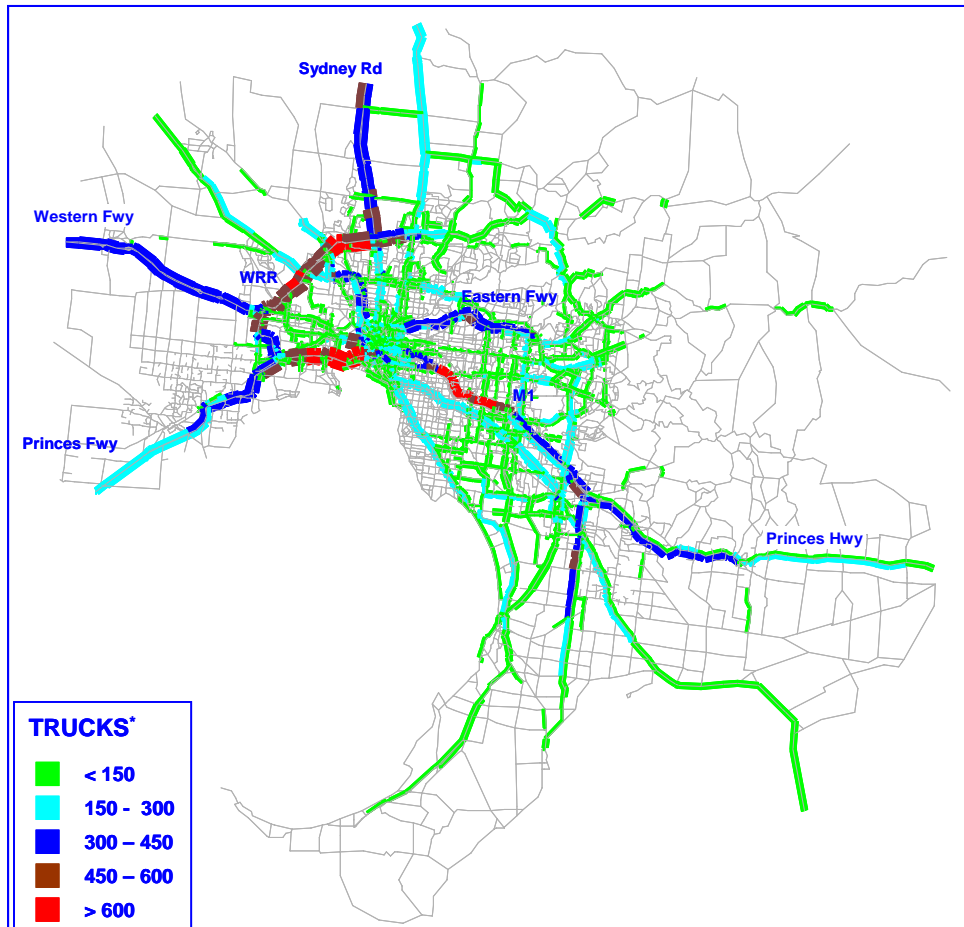 Sydney Rd
Western Fwy
WRR
Eastern Fwy
M1
Princes Fwy
Princes Hwy
TRUCKS*
< 150
150 - 300
300 – 450
450 – 600
> 600